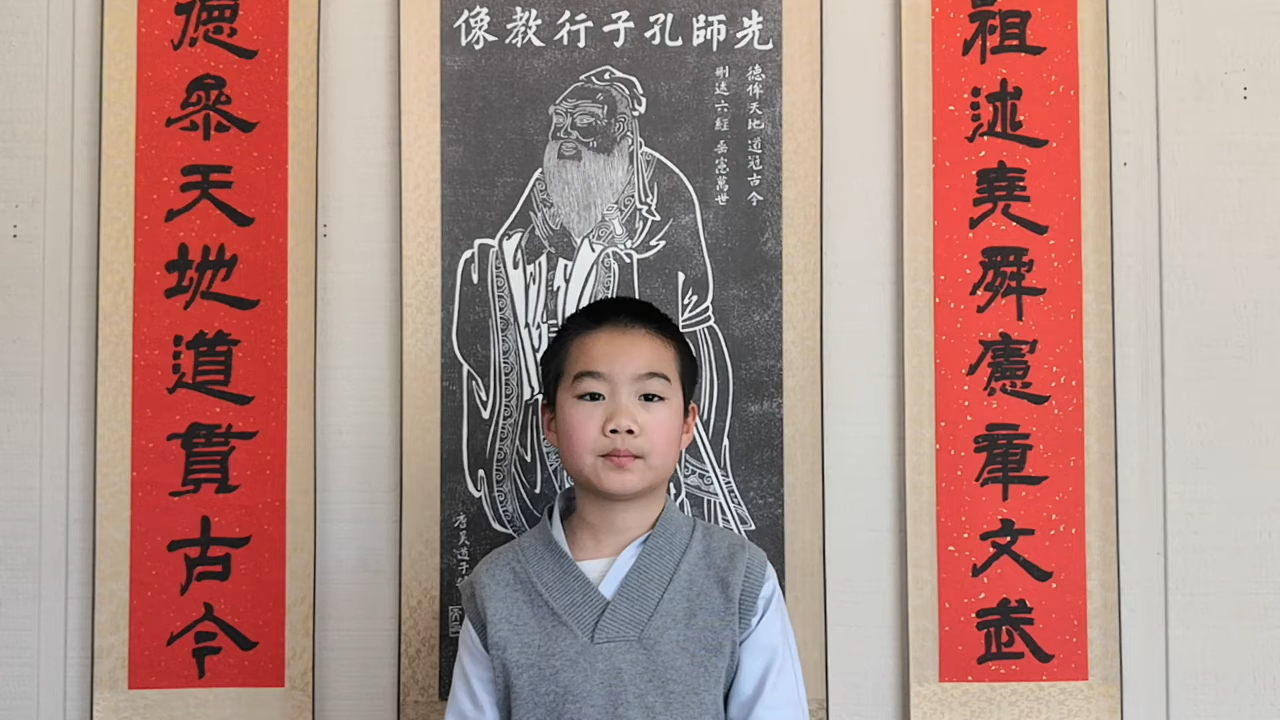 祖述堯舜憲章文武
先師孔子行教像
德侔天地道冠古今
刪述六經垂憲萬世
唐吳道子
德參天地道貫古今